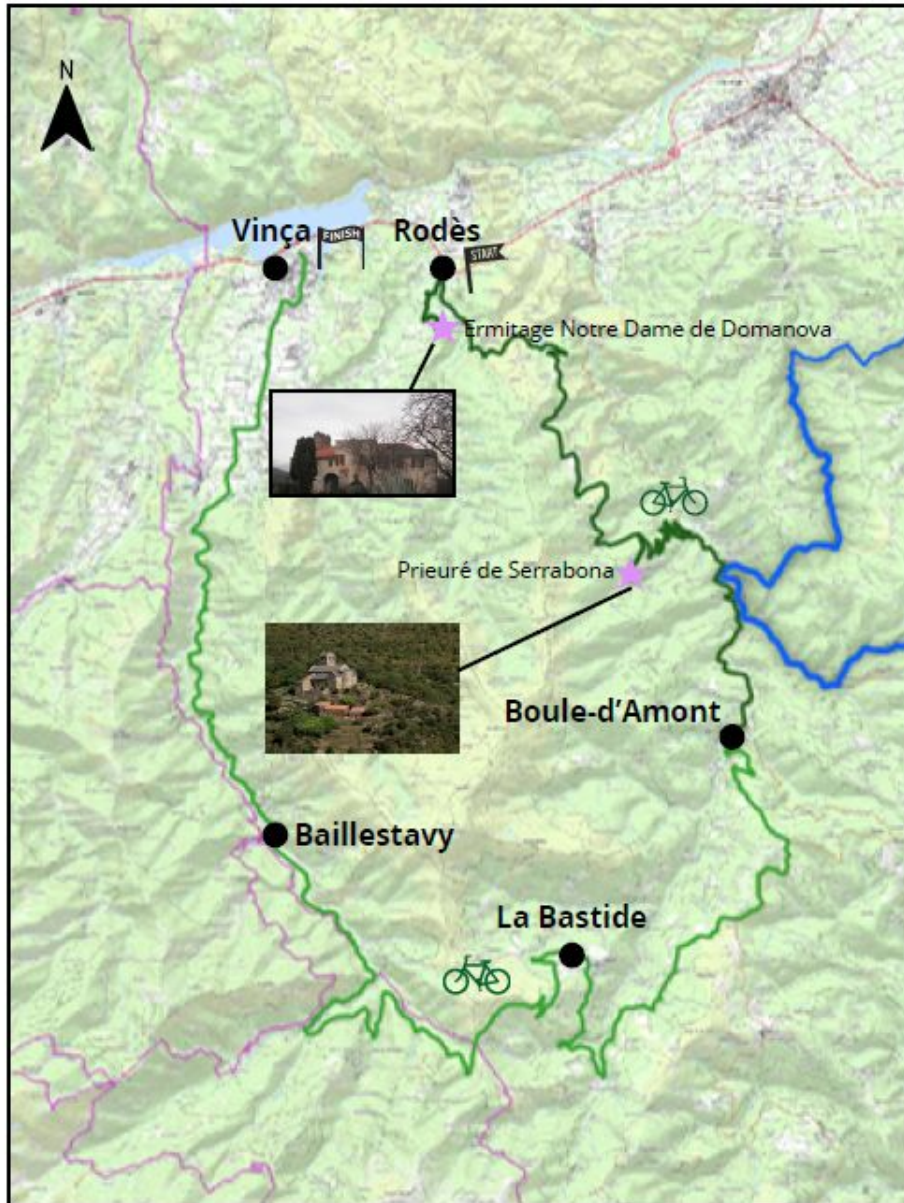 N
Vinça
FINISH
Rodès
START
Ermitage Notre Dame de Domanova
Prieuré de Serrabona
Boule-d'Amont
Baillestavy
La Bastide